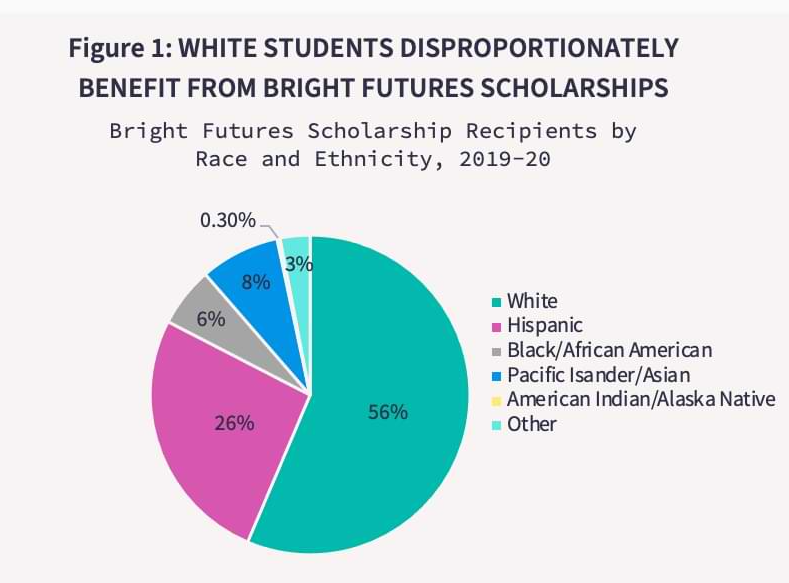 Figure 1: WHITE STUDENTS DISPROPORTIONATELY
BENEFIT FROM BRIGHT FUTURES SCHOLARSHIPS
Bright Futures Scholarship Recipients by
Race and Ethnicity, 2019-20
0.30%
3%
8%
6%
26%
56%
White
Hispanic
Black/African American
Pacific Isander/Asian
American Indian/Alaska Native
Other